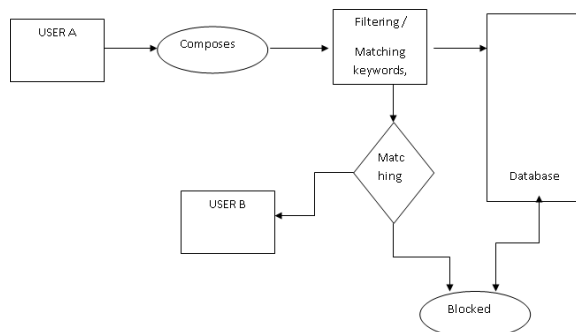 USER A
Composes
Filtering /
Matching
keywords,
Matc
hing
Database
USER B
Blocked